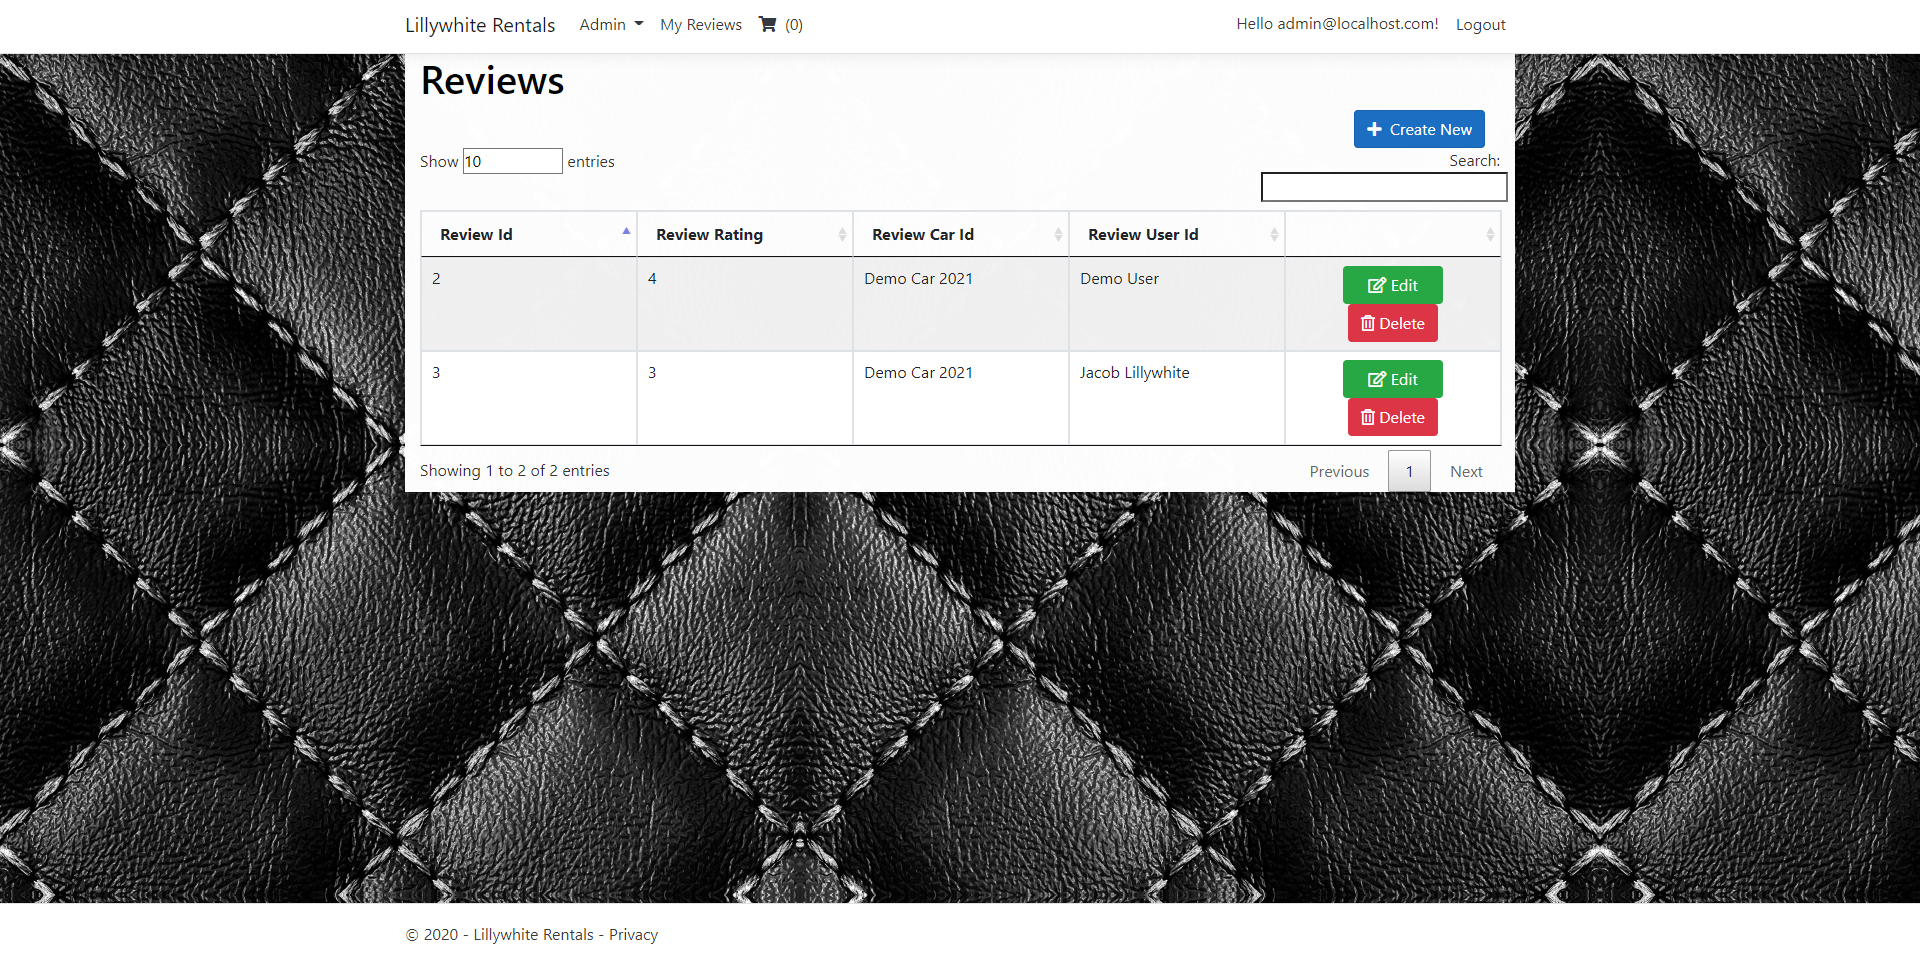 Lillywhite Rentals Admin My Reviews (0) Hello admin@localhost.com! Logout
Reviews
Create New
Show 10 entries
Search:
Review Id Review Rating Review Car Id Review User Id
2 4 Demo Car 2021 Demo User Edit
Delete
3 3 Demo Car 2021 Jacob Lillywhite Edit
Delete
Showing 1 to 2 of 2 entries Previous 1 Next
© 2020 - Lillywhite Rentals - Privacy